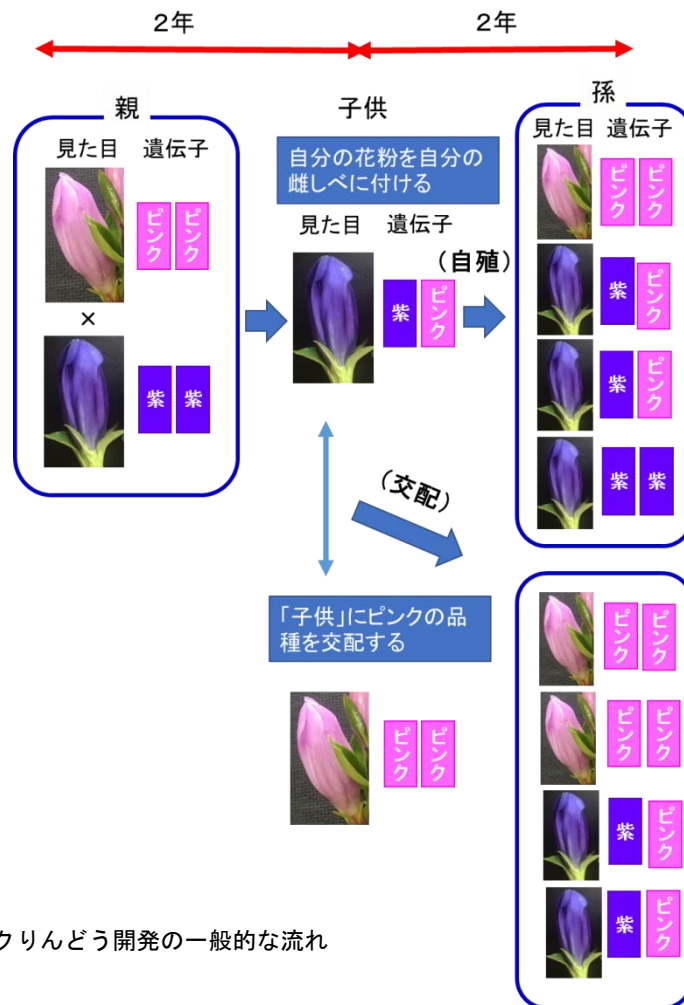 2年
2年
親
子供
孫
見た目 遺伝子
ピンク ピンク
×
紫 紫
自分の花粉を自分の
雌しべに付ける
見た目 遺伝子
紫 ピンク
(自殖)
見た目 遺伝子
ピンク ピンク
紫 ピンク
紫 ピンク
紫 紫
(交配)
「子供」にピンクの品
種を交配する
ピンク ピンク
ピンク ピンク
ピンク ピンク
紫 ピンク
紫 ピンク
クりんどう開発の一般的な流れ